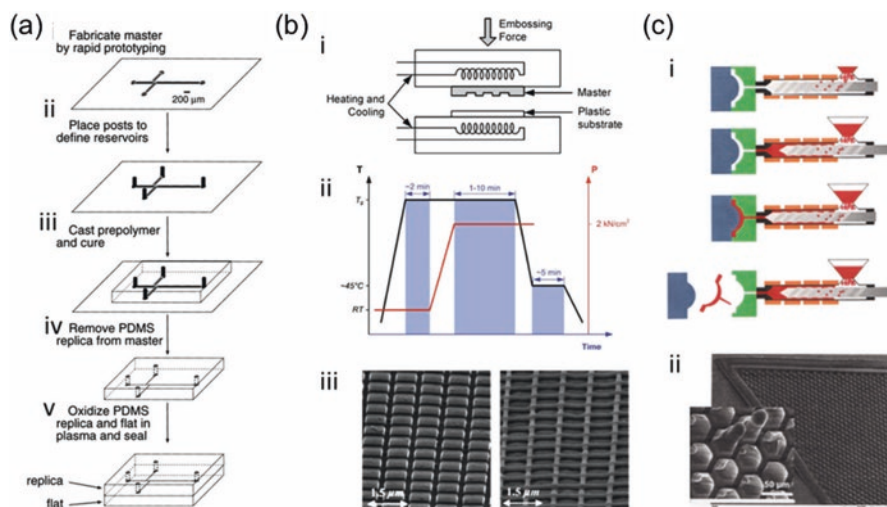 (a)
i
Fabricate master
by rapid prototyping
200 µm
ii
Place posts to
define reservoirs
iii
Cast prepolymer
and cure
iv
Remove PDMS
replica from master
v
Oxidize PDMS
replica and flat in
plasma and seal
replica
flat
(b)
i
Embossing
Force
Heating and
Cooling
Master
Plastic
substrate
ii
T
P
~2 min
1-10 min
2 kN/cm²
~45°C
~5 min
RT
Time
iii
1.5 µm
1.5 µm
(c)
i
ii
50 µm